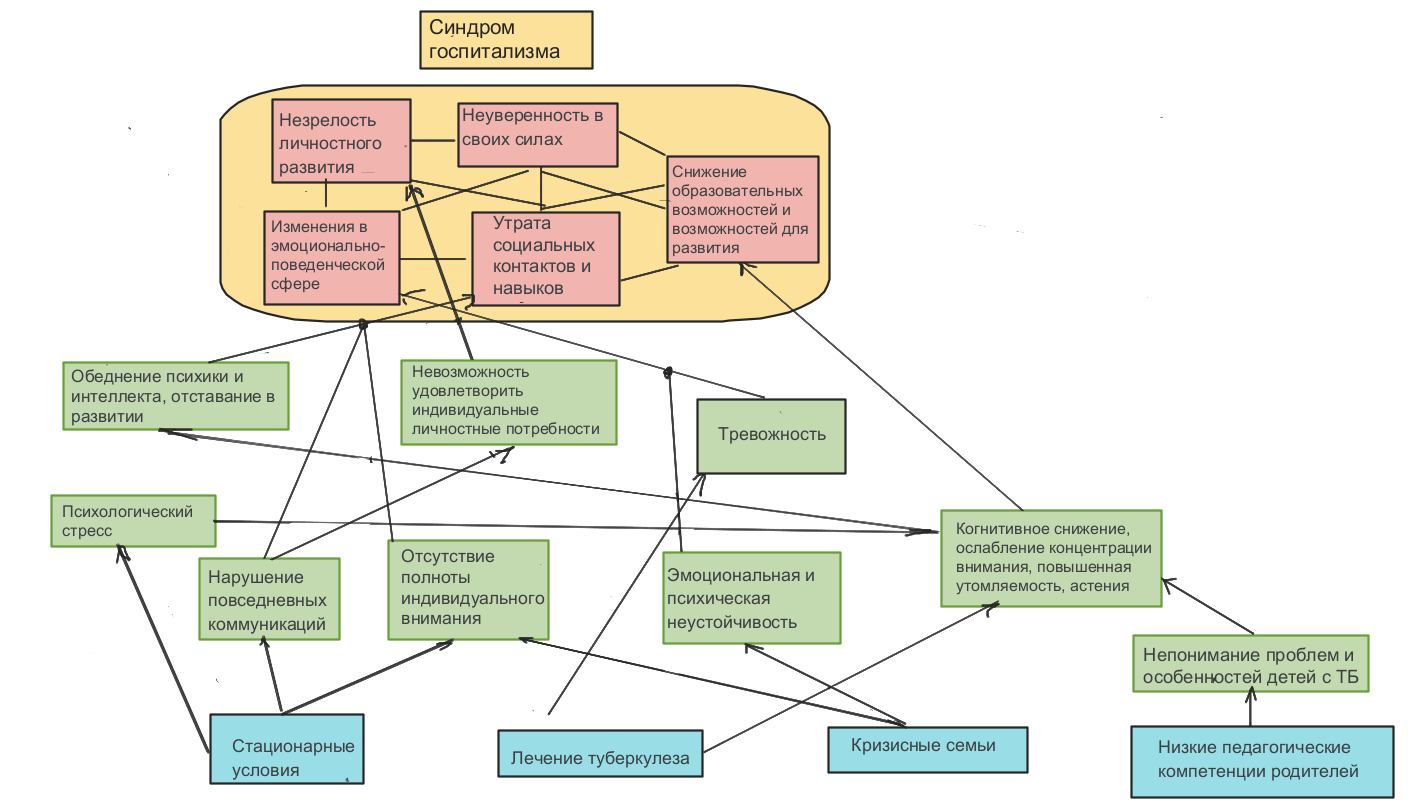 Синдром
госпитализма
Незрелость
личностного
развития
Неуверенность в
своих силах
Снижение
образовательных
возможностей и
возможностей для
развития
Изменения в
эмоционально-
поведенческой
сфере
Утрата
социальных
контактов и
навыков
Обеднение психики и
интеллекта, отставание в
развитии
Невозможность
удовлетворить
индивидуальные
личностные потребности
Тревожность
Психологический
стресс
Нарушение
повседневных
коммуникаций
Отсутствие
полноты
индивидуального
внимания
Эмоциональная и
психическая
неустойчивость
Когнитивное снижение,
ослабление концентрации
внимания, повышенная
утомляемость, астения
Непонимание проблем и
особенностей детей с ТБ
Стационарные
условия
Лечение туберкулеза
Кризисные семьи
Низкие педагогические
компетенции родителей